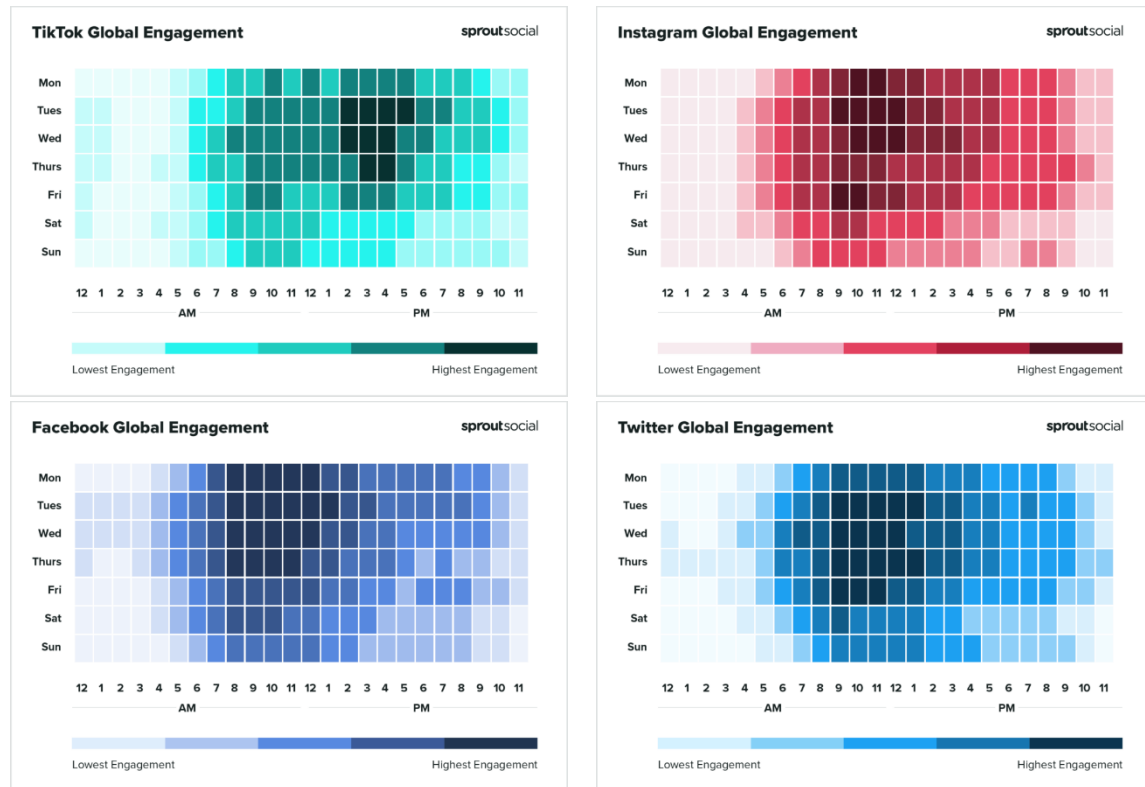 TikTok Global Engagement
sproutsocial
Mon
Tues
Wed
Thurs
Fri
Sat
Sun
12 1 2 3 4 5 6 7 8 9 10 11 12 1 2 3 4 5 6 7 8 9 10 11
AM PM
Lowest Engagement Highest Engagement
Instagram Global Engagement
sproutsocial
Mon
Tues
Wed
Thurs
Fri
Sat
Sun
12 1 2 3 4 5 6 7 8 9 10 11 12 1 2 3 4 5 6 7 8 9 10 11
AM PM
Lowest Engagement Highest Engagement
Facebook Global Engagement
sproutsocial
Mon
Tues
Wed
Thurs
Fri
Sat
Sun
12 1 2 3 4 5 6 7 8 9 10 11 12 1 2 3 4 5 6 7 8 9 10 11
AM PM
Lowest Engagement Highest Engagement
Twitter Global Engagement
sproutsocial
Mon
Tues
Wed
Thurs
Fri
Sat
Sun
12 1 2 3 4 5 6 7 8 9 10 11 12 1 2 3 4 5 6 7 8 9 10 11
AM PM
Lowest Engagement Highest Engagement